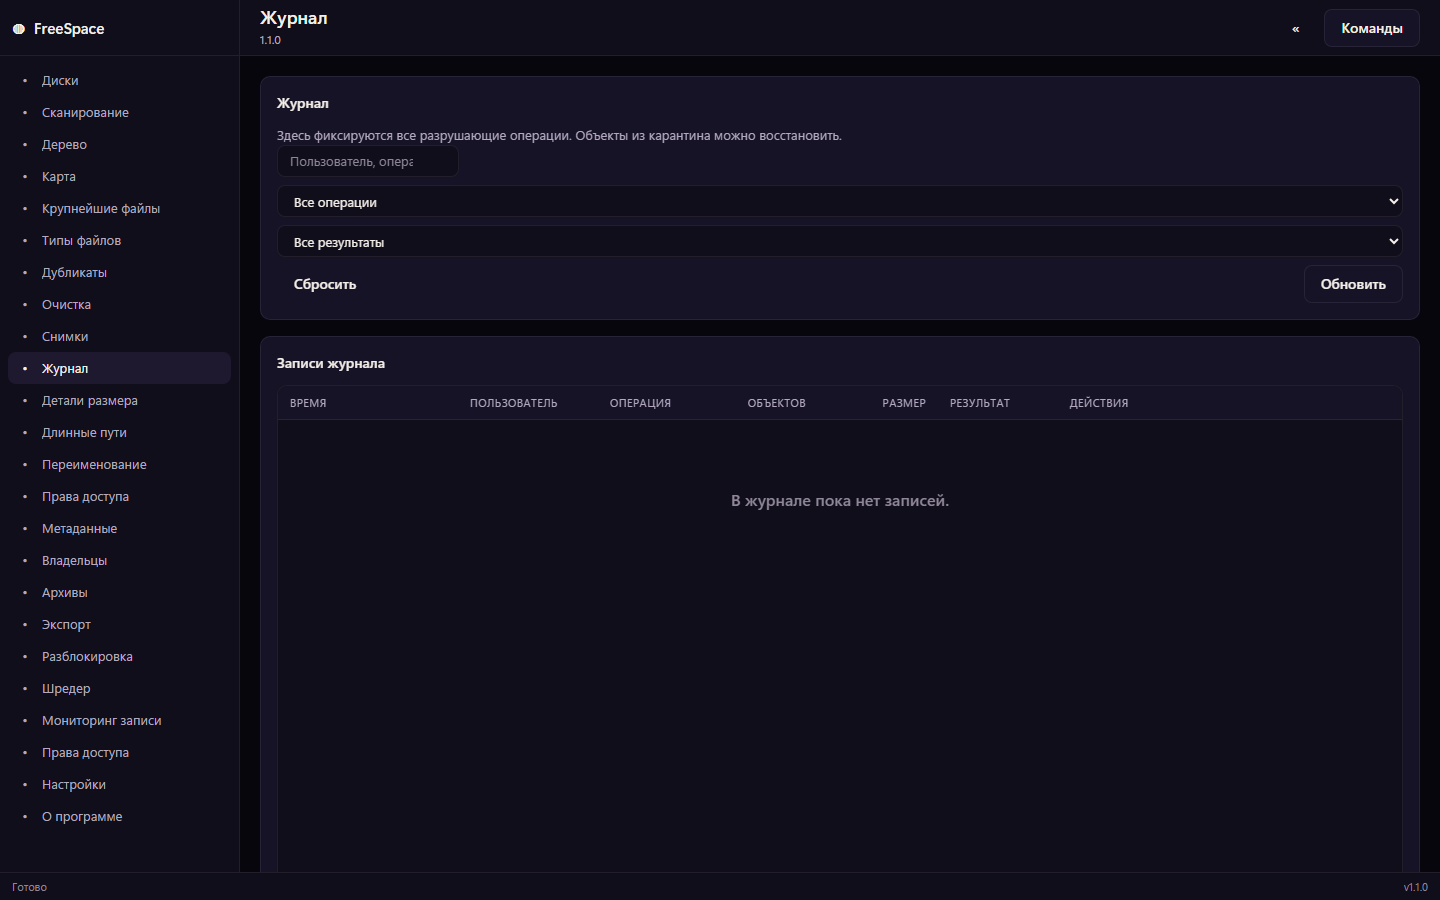 FreeSpace
Журнал
1.1.0
«
Команды
Диски
Сканирование
Дерево
Карта
Крупнейшие файлы
Типы файлов
Дубликаты
Очистка
Снимки
Журнал
Детали размера
Длинные пути
Переименование
Права доступа
Метаданные
Владельцы
Архивы
Экспорт
Разблокировка
Шредер
Мониторинг записи
Права доступа
Настройки
О программе
Журнал
Здесь фиксируются все разрушающие операции. Объекты из карантина можно восстановить.
Пользователь, опера
Все операции
Все результаты
Сбросить Обновить
Записи журнала
ВРЕМЯ ПОЛЬЗОВАТЕЛЬ ОПЕРАЦИЯ ОБЪЕКТОВ РАЗМЕР РЕЗУЛЬТАТ ДЕЙСТВИЯ
В журнале пока нет записей.
Готово v1.1.0